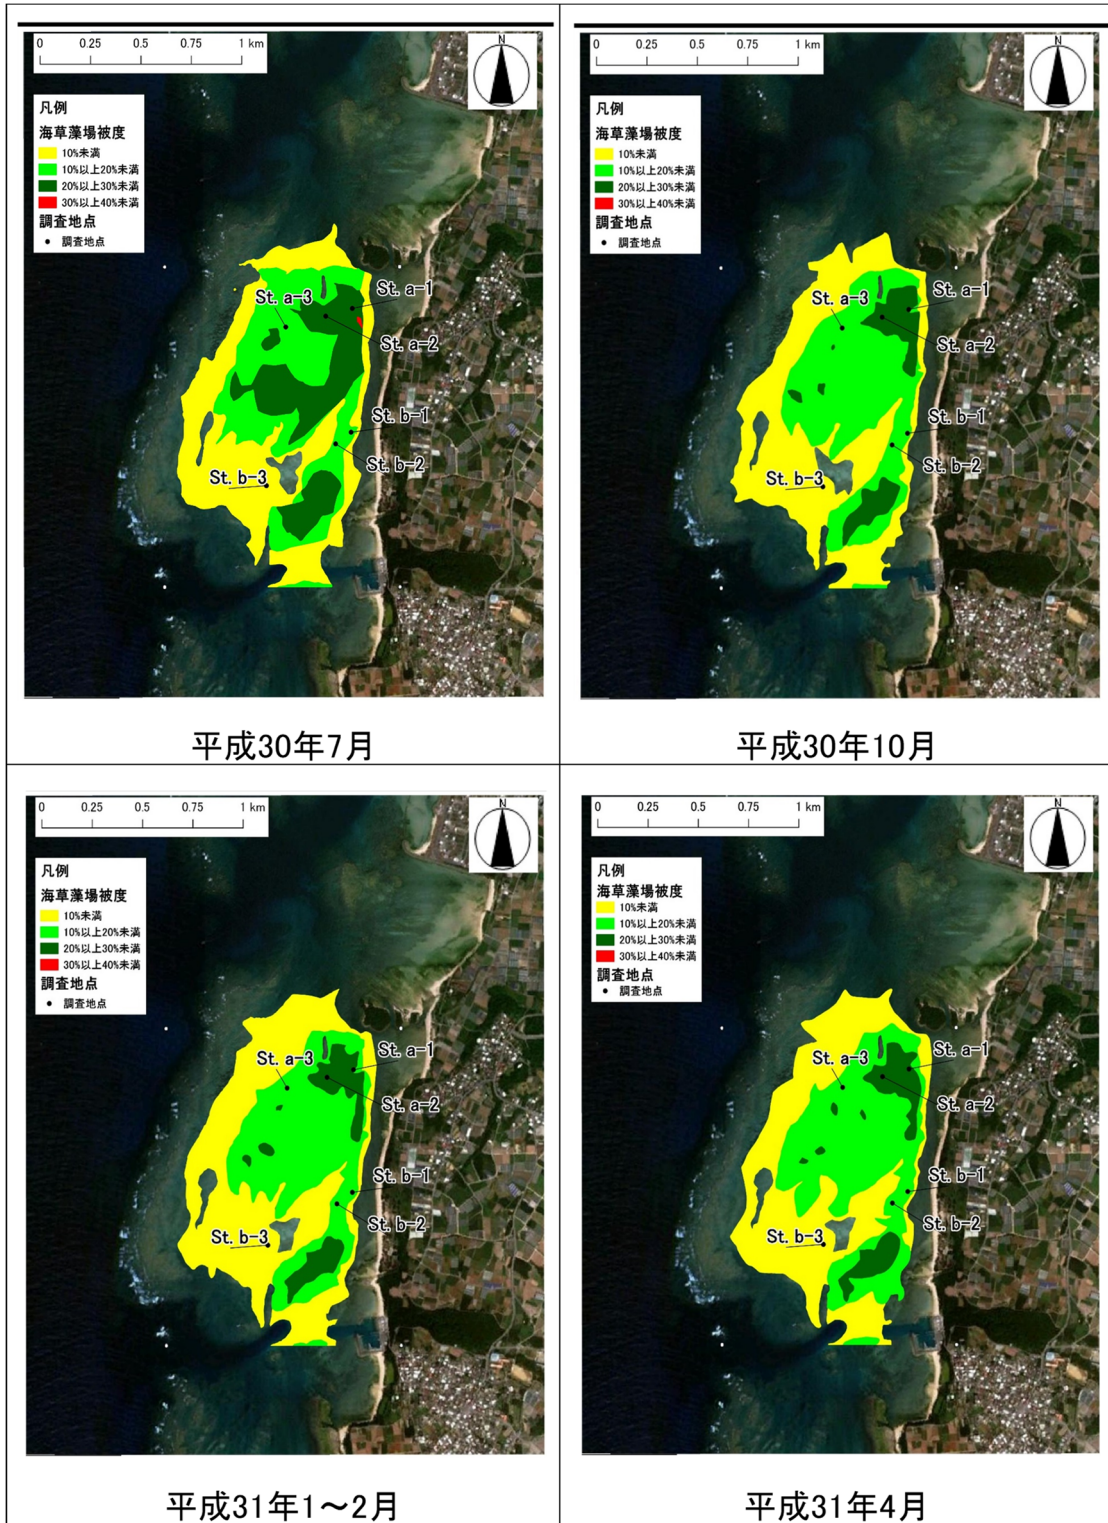 0 0.25 0.5 0.75 1 km
N
凡例
海草藻場被度
10%未満
10%以上20%未満
20%以上30%未満
30%以上40%未満
調査地点
調査地点
St. a-1
St. a-3
St. a-2
St. b-1
St. b-2
St. b-3
平成30年7月
0 0.25 0.5 0.75 1 km
N
凡例
海草藻場被度
10%未満
10%以上20%未満
20%以上30%未満
30%以上40%未満
調査地点
調査地点
St. a-1
St. a-3
St. a-2
St. b-1
St. b-2
St. b-3
平成30年10月
0 0.25 0.5 0.75 1 km
N
凡例
海草藻場被度
10%未満
10%以上20%未満
20%以上30%未満
30%以上40%未満
調査地点
調査地点
St. a-1
St. a-3
St. a-2
St. b-1
St. b-2
St. b-3
平成31年1～2月
0 0.25 0.5 0.75 1 km
N
凡例
海草藻場被度
10%未満
10%以上20%未満
20%以上30%未満
30%以上40%未満
調査地点
調査地点
St. a-1
St. a-3
St. a-2
St. b-1
St. b-2
St. b-3
平成31年4月